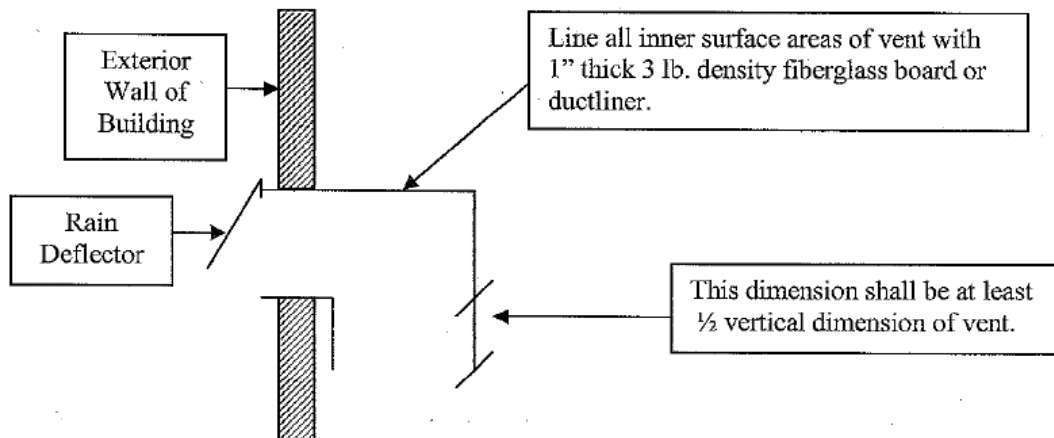 Exterior
Wall of
Building
Line all inner surface areas of vent with
1” thick 3 lb. density fiberglass board or
ductliner.
Rain
Deflector
This dimension shall be at least
½ vertical dimension of vent.